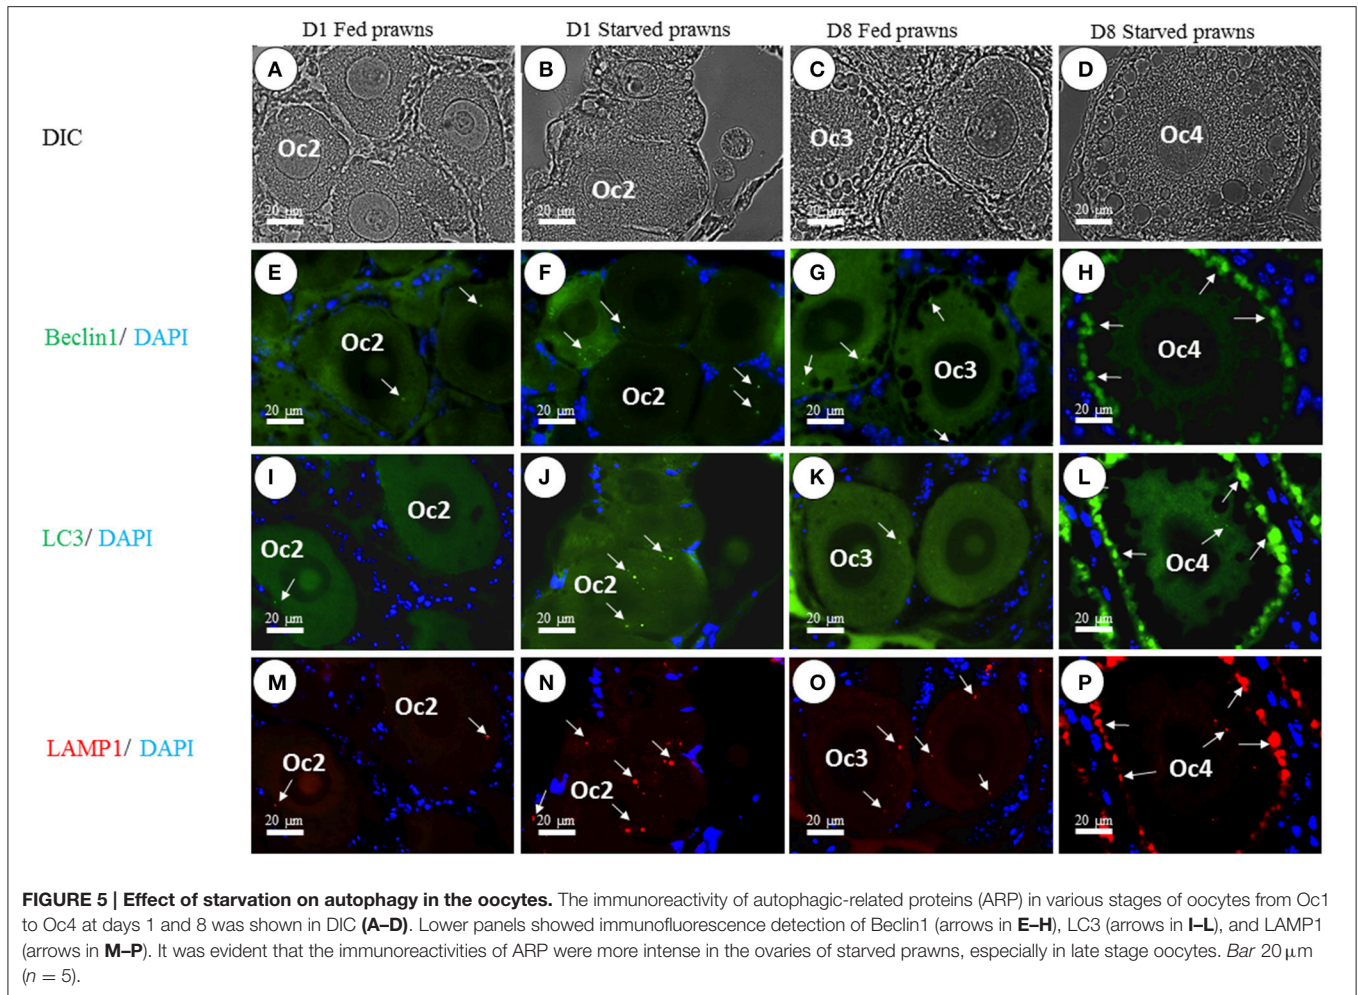 D1 Fed prawns D1 Starved prawns D8 Fed prawns D8 Starved prawns
DIC
A B C D
Oc2 Oc2 Oc3 Oc4
20 µm 20 µm 20 µm 20 µm
Beclin1/ DAPI
E F G H
Oc2 Oc2 Oc3 Oc4
20 µm 20 µm 20 µm 20 µm
LC3/ DAPI
I J K L
Oc2 Oc2 Oc2 Oc3 Oc4
20 µm 20 µm 20 µm 20 µm
LAMP1/ DAPI
M N O P
Oc2 Oc2 Oc2 Oc3 Oc4
20 µm 20 µm 20 µm 20 µm
FIGURE 5 | Effect of starvation on autophagy in the oocytes. The immunoreactivity of autophagic-related proteins (ARP) in various stages of oocytes from Oc1
to Oc4 at days 1 and 8 was shown in DIC (A–D). Lower panels showed immunofluorescence detection of Beclin1 (arrows in E–H), LC3 (arrows in I–L), and LAMP1
(arrows in M–P). It was evident that the immunoreactivities of ARP were more intense in the ovaries of starved prawns, especially in late stage oocytes. Bar 20 µm
(n = 5).